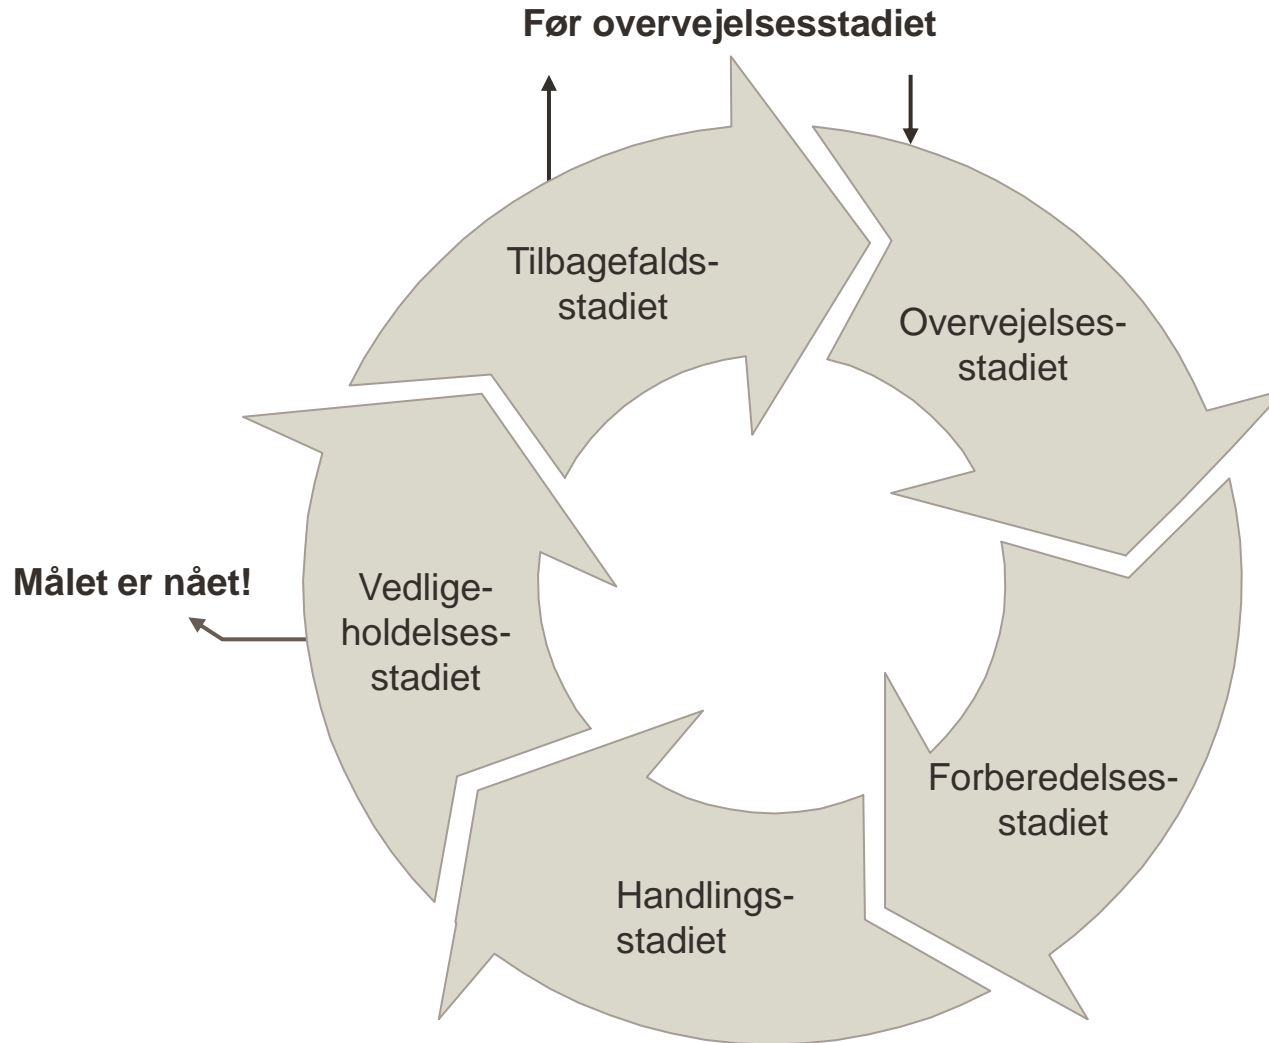 Før overvejelsesstadiet
Tilbagefalds-
stadiet
Overvejelses-
stadiet
Målet er nået!
Vedlige-
holdelses-
stadiet
Forberedelses-
stadiet
Handlings-
stadiet